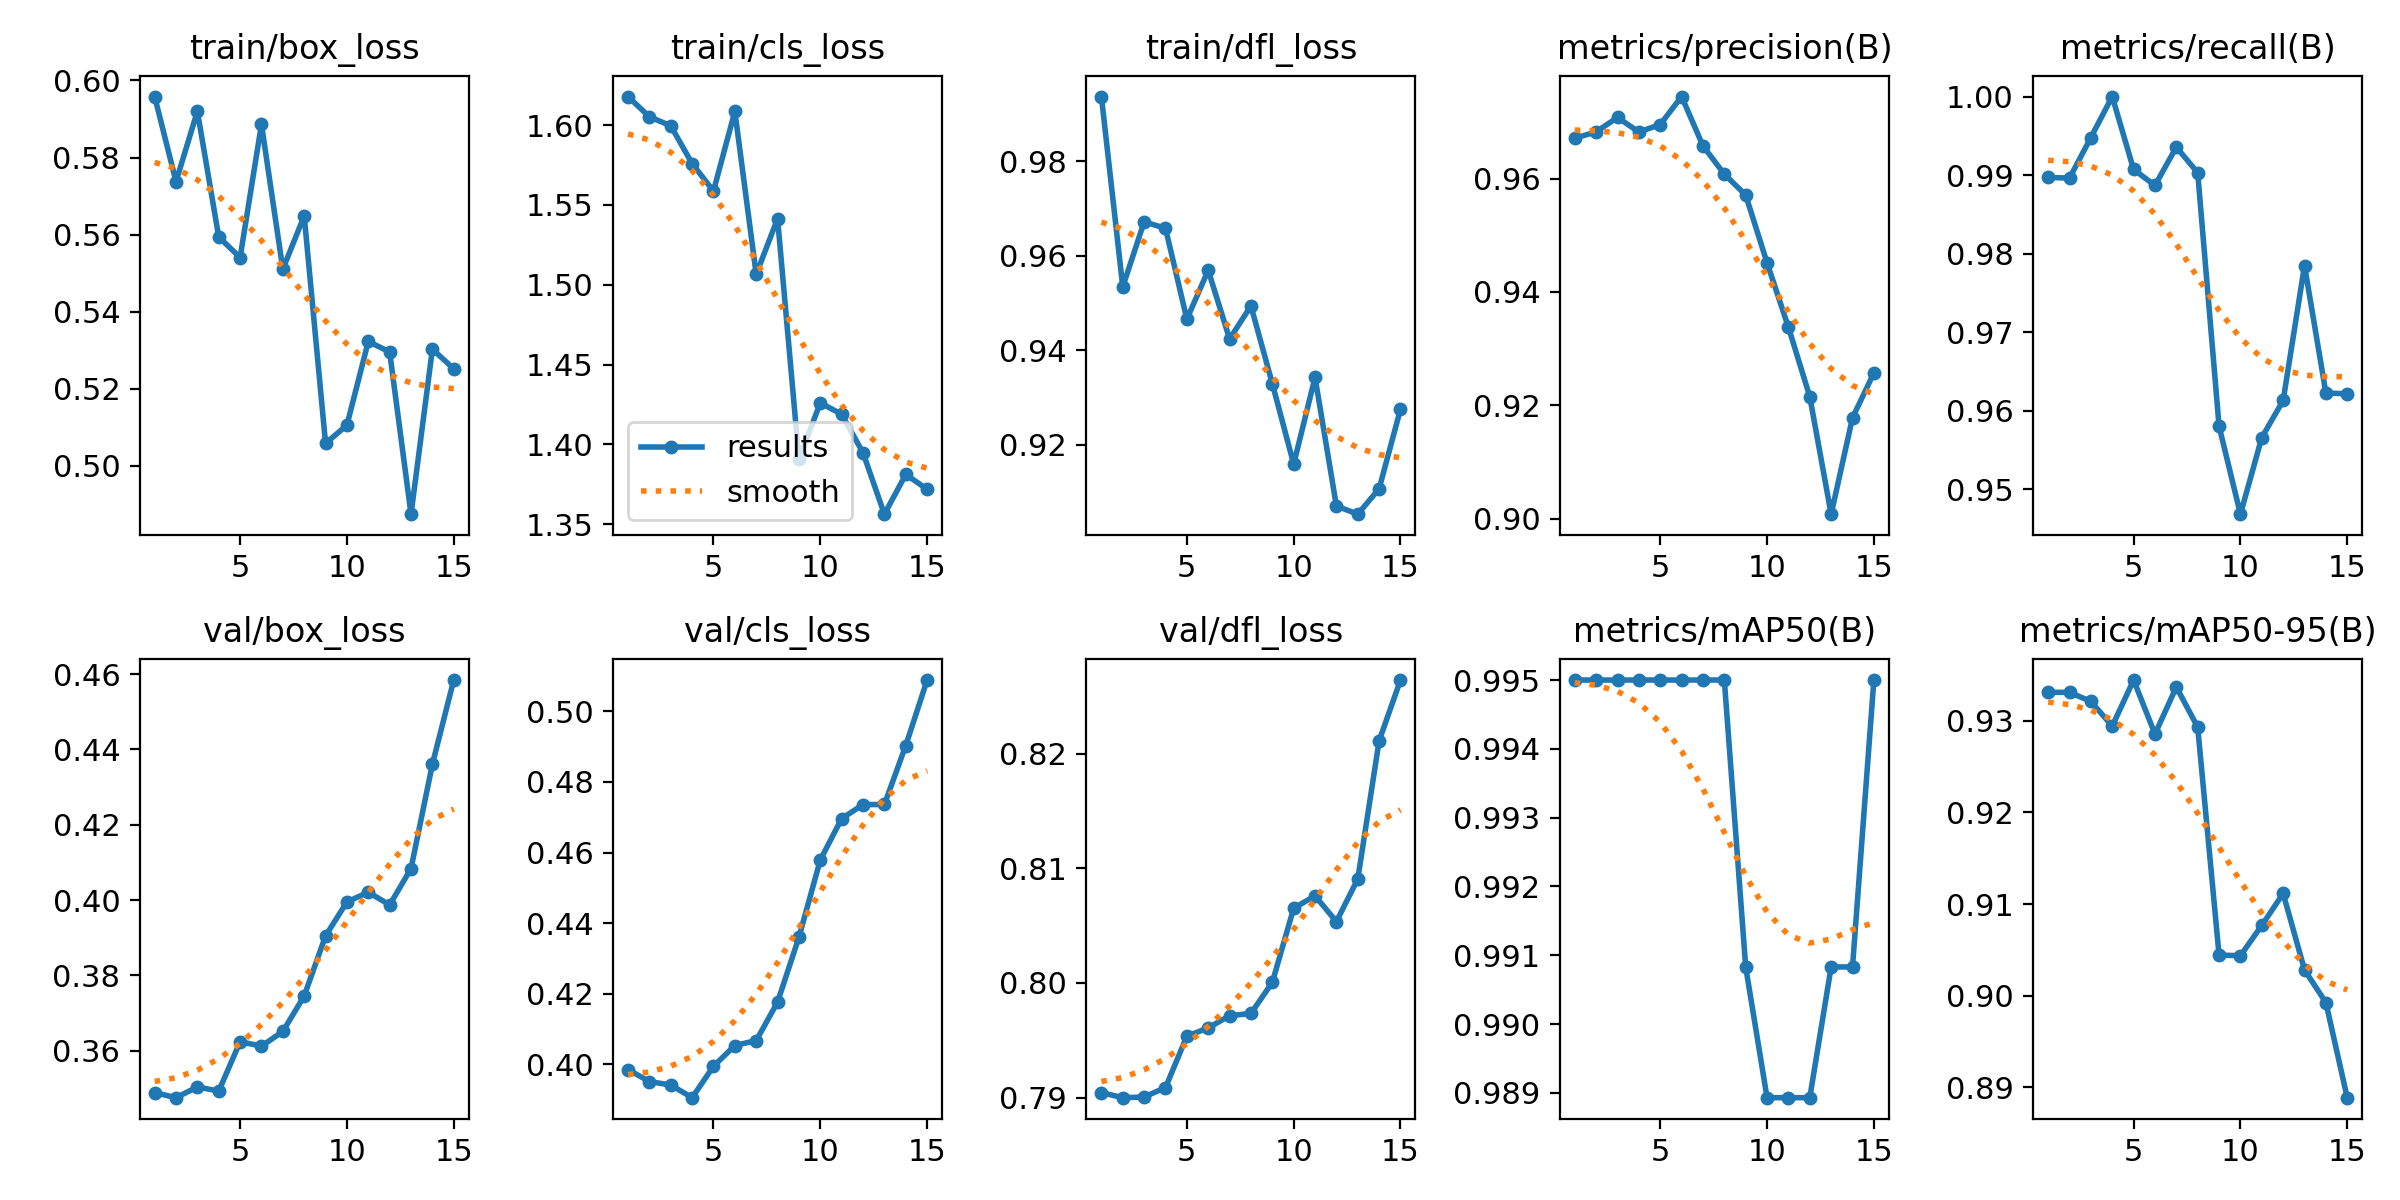 train/box_loss
0.60
0.58
0.56
0.54
0.52
0.50
5 10 15
train/cls_loss
1.60
1.55
1.50
1.45
1.40
1.35
results
smooth
5 10 15
train/dfl_loss
0.98
0.96
0.94
0.92
5 10 15
metrics/precision(B)
0.96
0.94
0.92
0.90
5 10 15
metrics/recall(B)
1.00
0.99
0.98
0.97
0.96
0.95
5 10 15
val/box_loss
0.46
0.44
0.42
0.40
0.38
0.36
5 10 15
val/cls_loss
0.50
0.48
0.46
0.44
0.42
0.40
5 10 15
val/dfl_loss
0.82
0.81
0.80
0.79
5 10 15
metrics/mAP50(B)
0.995
0.994
0.993
0.992
0.991
0.990
0.989
5 10 15
metrics/mAP50-95(B)
0.93
0.92
0.91
0.90
0.89
5 10 15